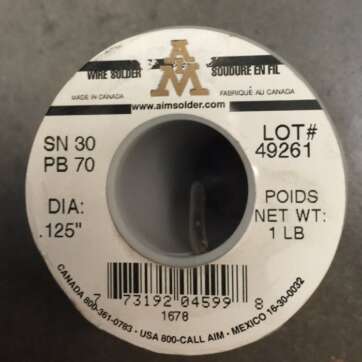 AIM
WIRE SOLDER SOUDURE EN FIL
MADE IN CANADA FABRIQUÉ AU CANADA
www.aimsolder.com
SN 30
PB 70
LOT#
49261
DIA:
.125"
POIDS
NET WT:
1 LB
7 73192 04599 8
1678
CANADA 800-361-0783 · USA 800-CALL AIM · MEXICO 16-30-0032